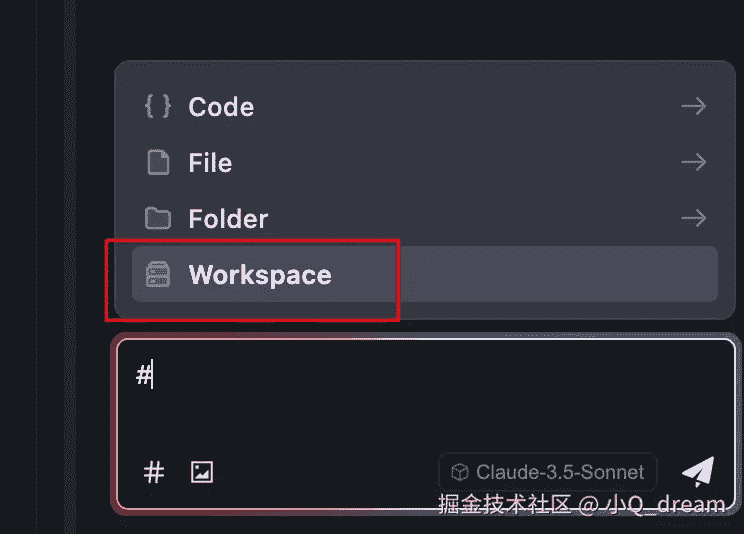 Code
File
Folder
Workspace
#
Claude-3.5-Sonnet
掘金技术社区 @ 小Q_dream